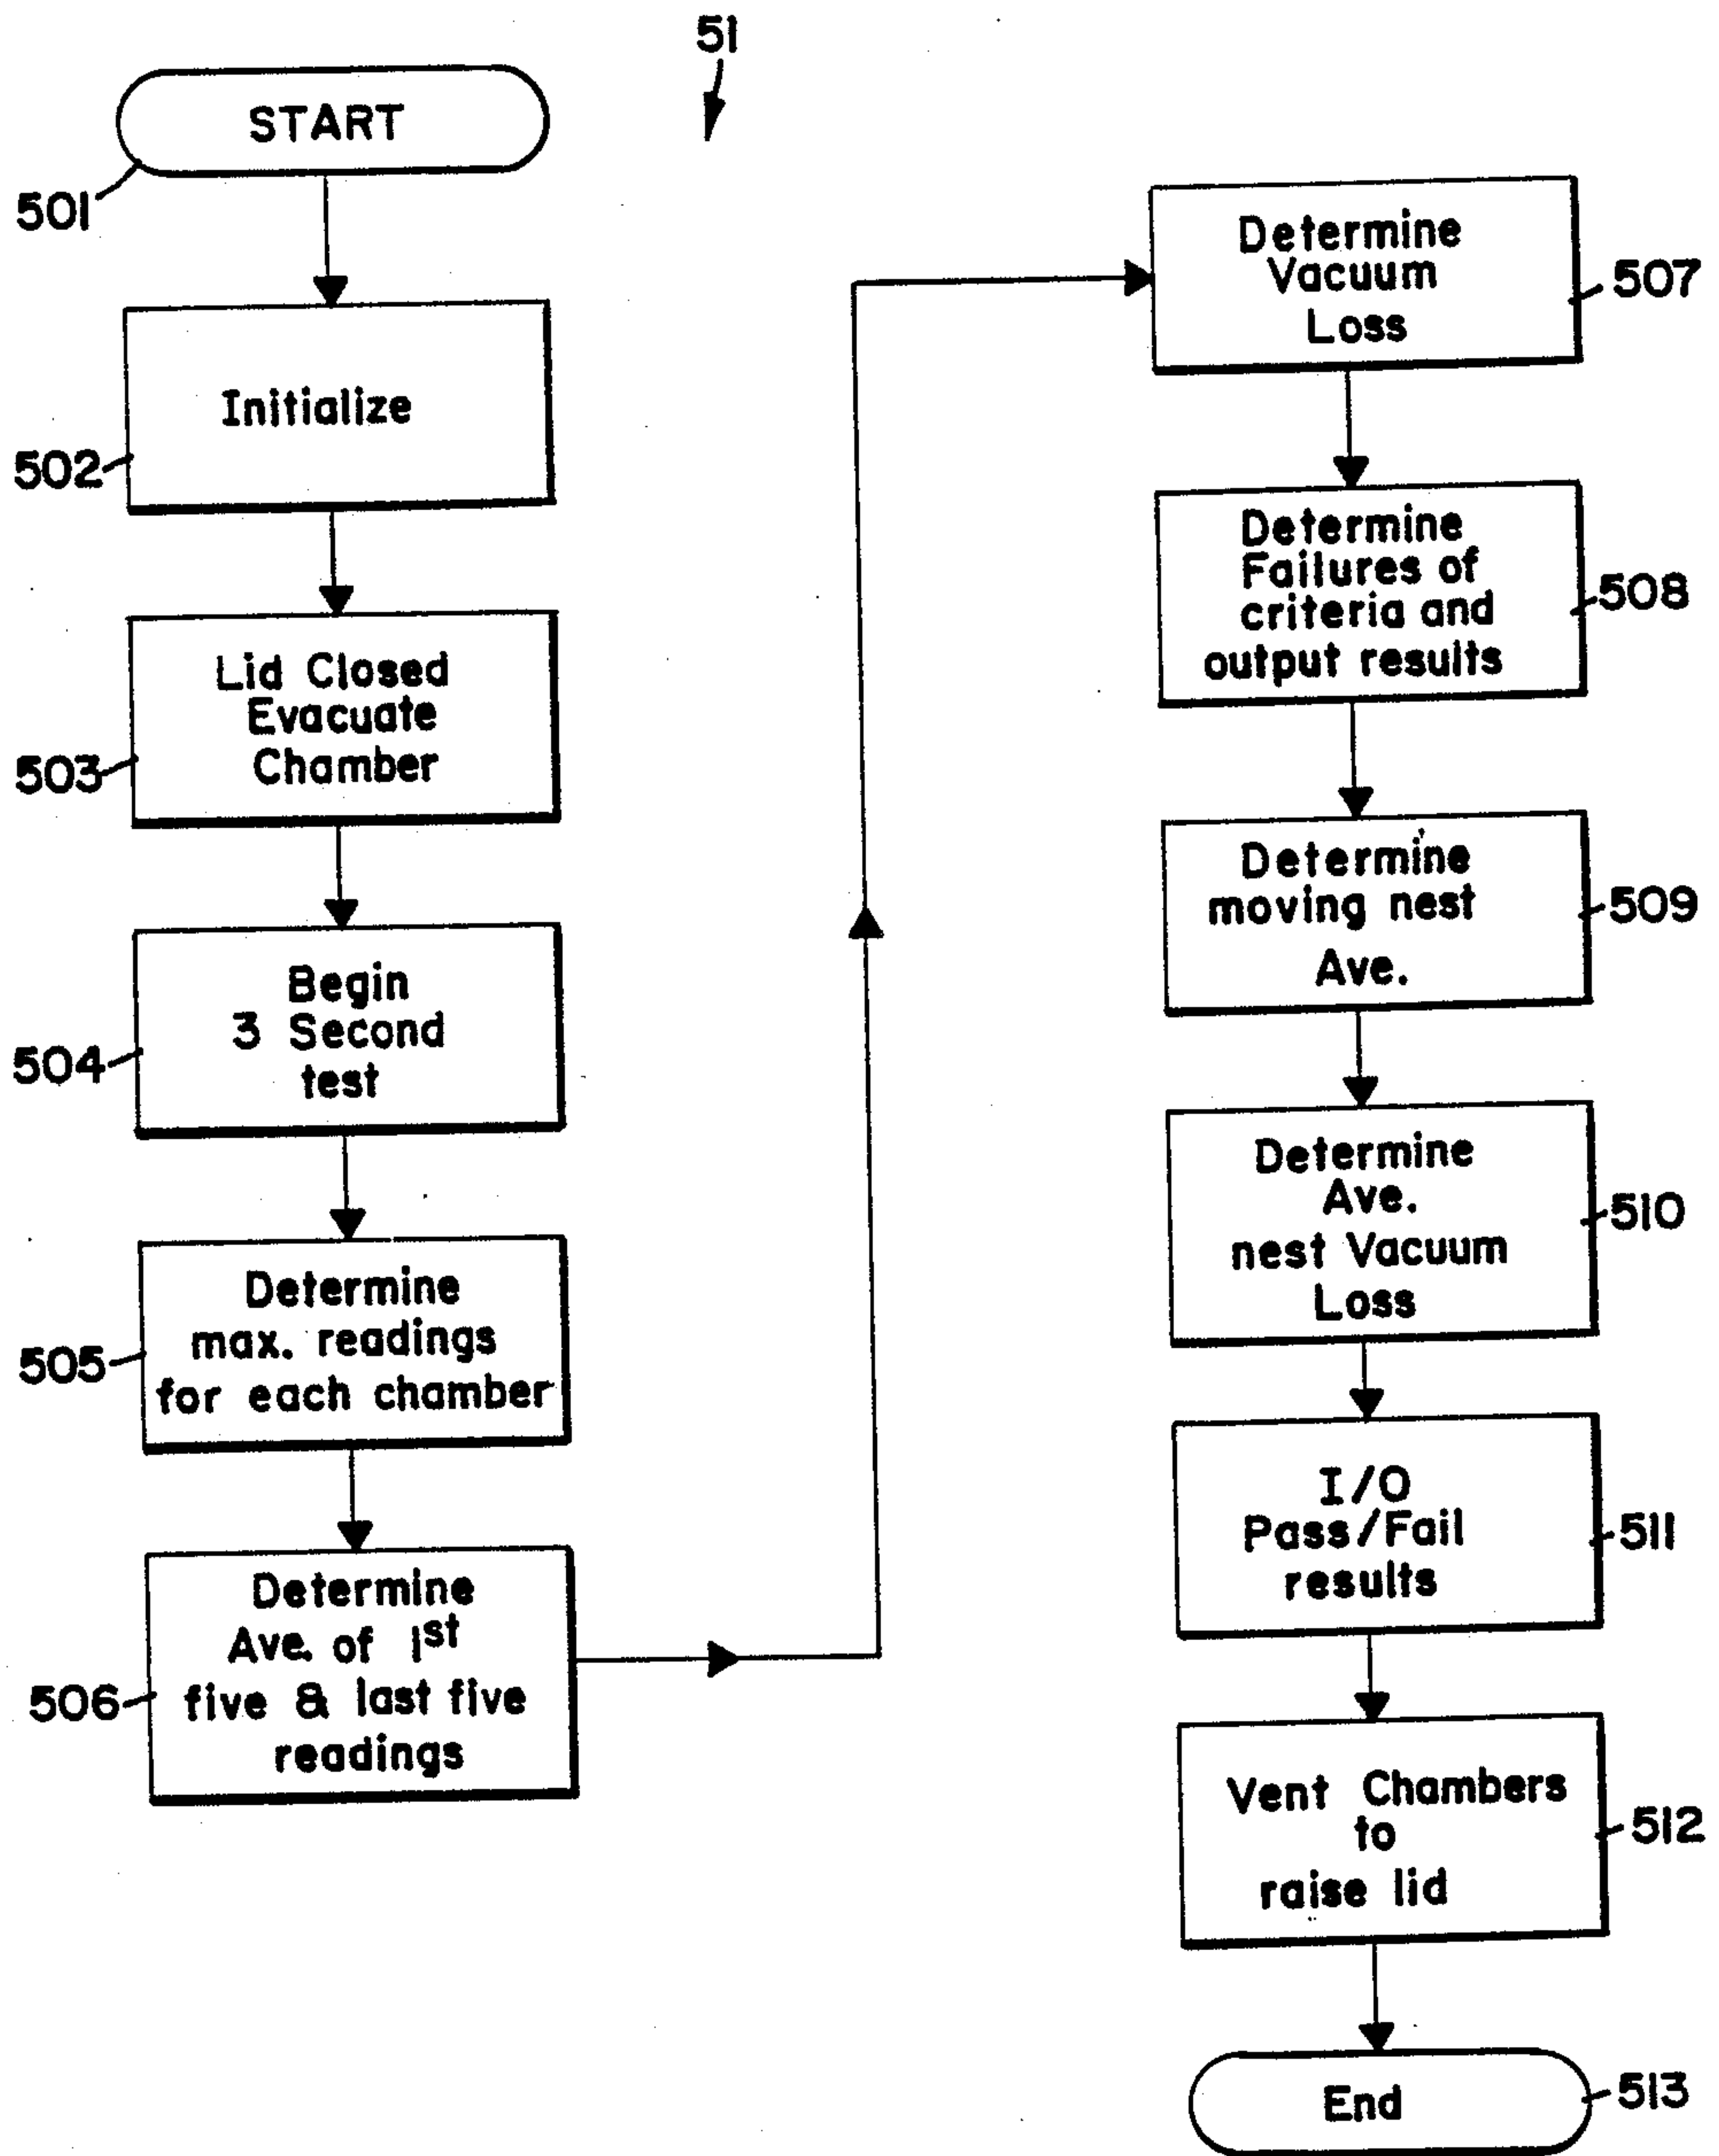 51
START
501
Initialize
502
Lid Closed
Evacuate
Chamber
503
Begin
3 Second
test
504
Determine
max. readings
for each chamber
505
Determine
Ave. of 1st
five & last five
readings
506
Determine
Vacuum
Loss
507
Determine
Failures of
criteria and
output results
508
Determine
moving nest
Ave.
509
Determine
Ave.
nest Vacuum
Loss
510
I/O
Pass/Fail
results
511
Vent Chambers
to
raise lid
512
End
513